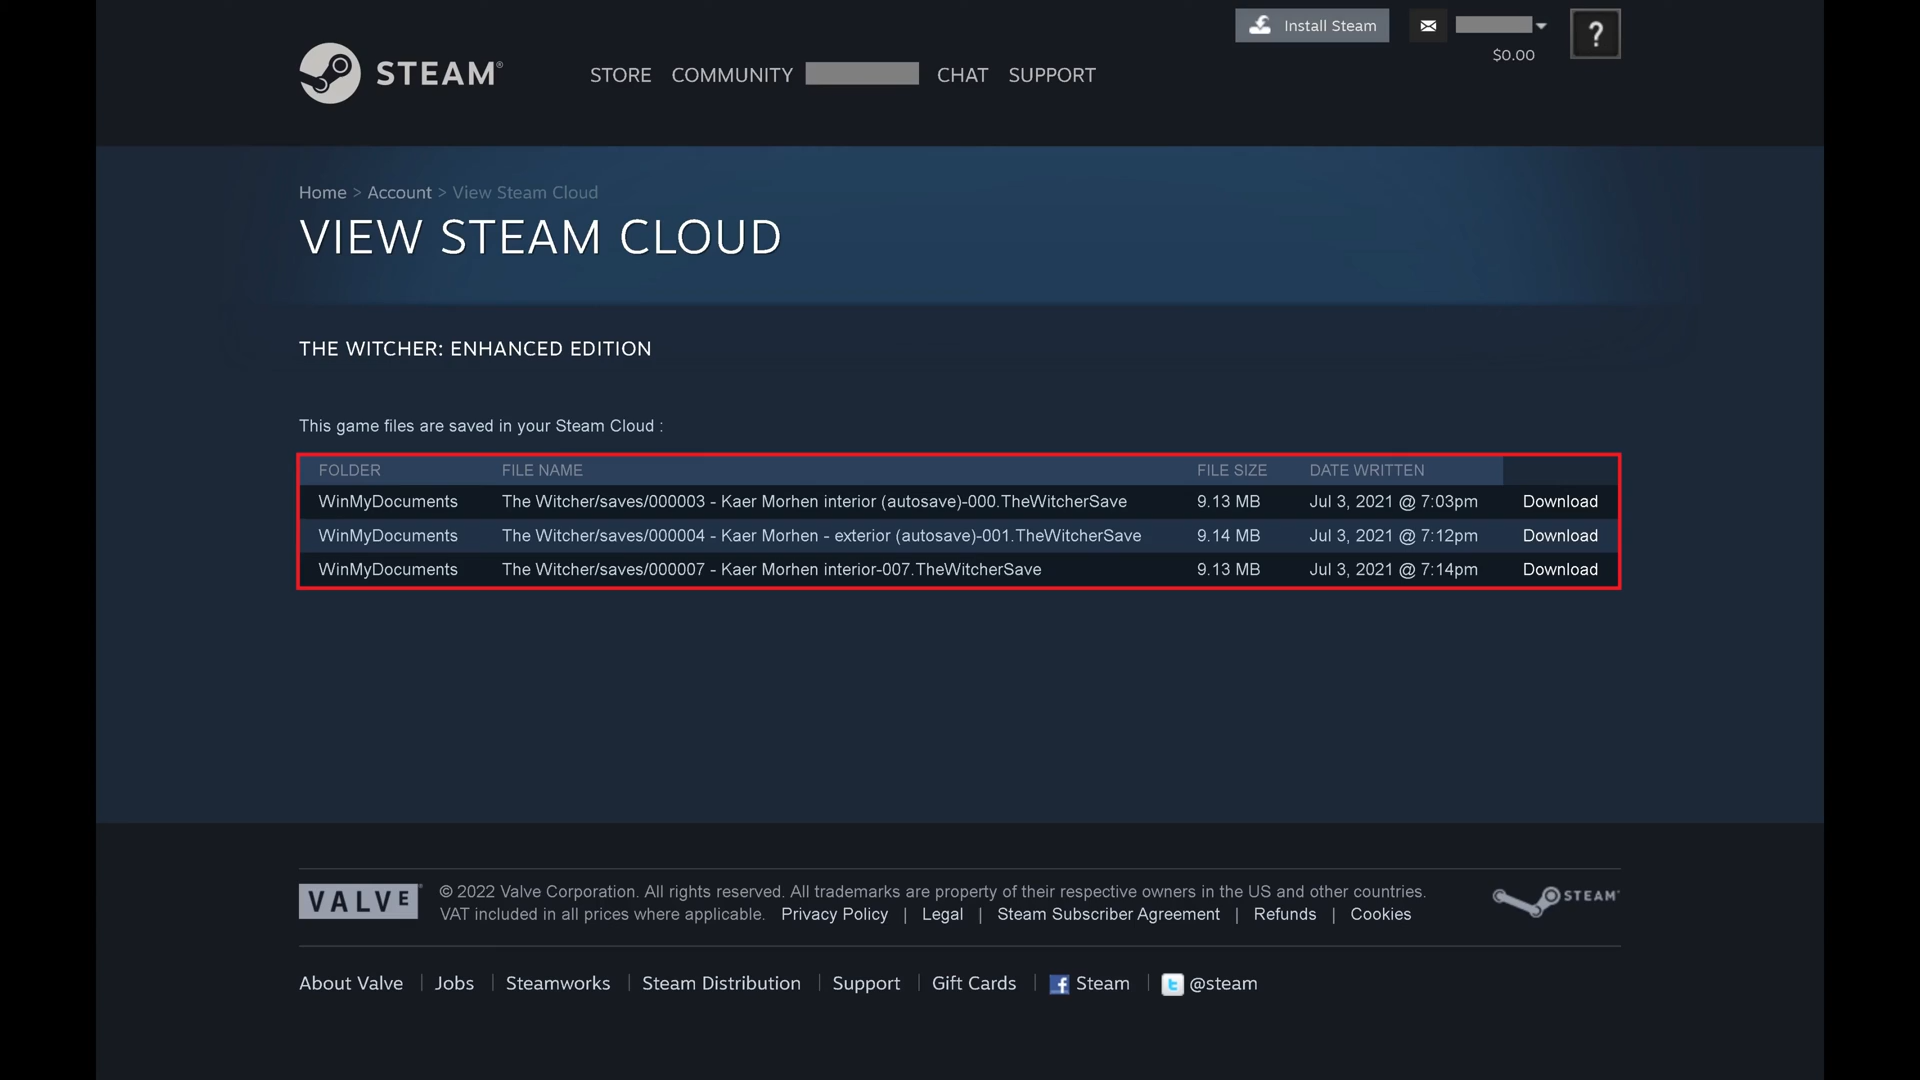 Install Steam
$0.00
?
STEAM®
STORE COMMUNITY CHAT SUPPORT
Home > Account > View Steam Cloud
VIEW STEAM CLOUD
THE WITCHER: ENHANCED EDITION
This game files are saved in your Steam Cloud :
FOLDER FILE NAME FILE SIZE DATE WRITTEN
WinMyDocuments The Witcher/saves/000003 - Kaer Morhen interior (autosave)-000.TheWitcherSave 9.13 MB Jul 3, 2021 @ 7:03pm Download
WinMyDocuments The Witcher/saves/000004 - Kaer Morhen - exterior (autosave)-001.TheWitcherSave 9.14 MB Jul 3, 2021 @ 7:12pm Download
WinMyDocuments The Witcher/saves/000007 - Kaer Morhen interior-007.TheWitcherSave 9.13 MB Jul 3, 2021 @ 7:14pm Download
VALVE © 2022 Valve Corporation. All rights reserved. All trademarks are property of their respective owners in the US and other countries. STEAM
VAT included in all prices where applicable. Privacy Policy | Legal | Steam Subscriber Agreement | Refunds | Cookies
About Valve | Jobs | Steamworks | Steam Distribution | Support | Gift Cards | f Steam | t @steam